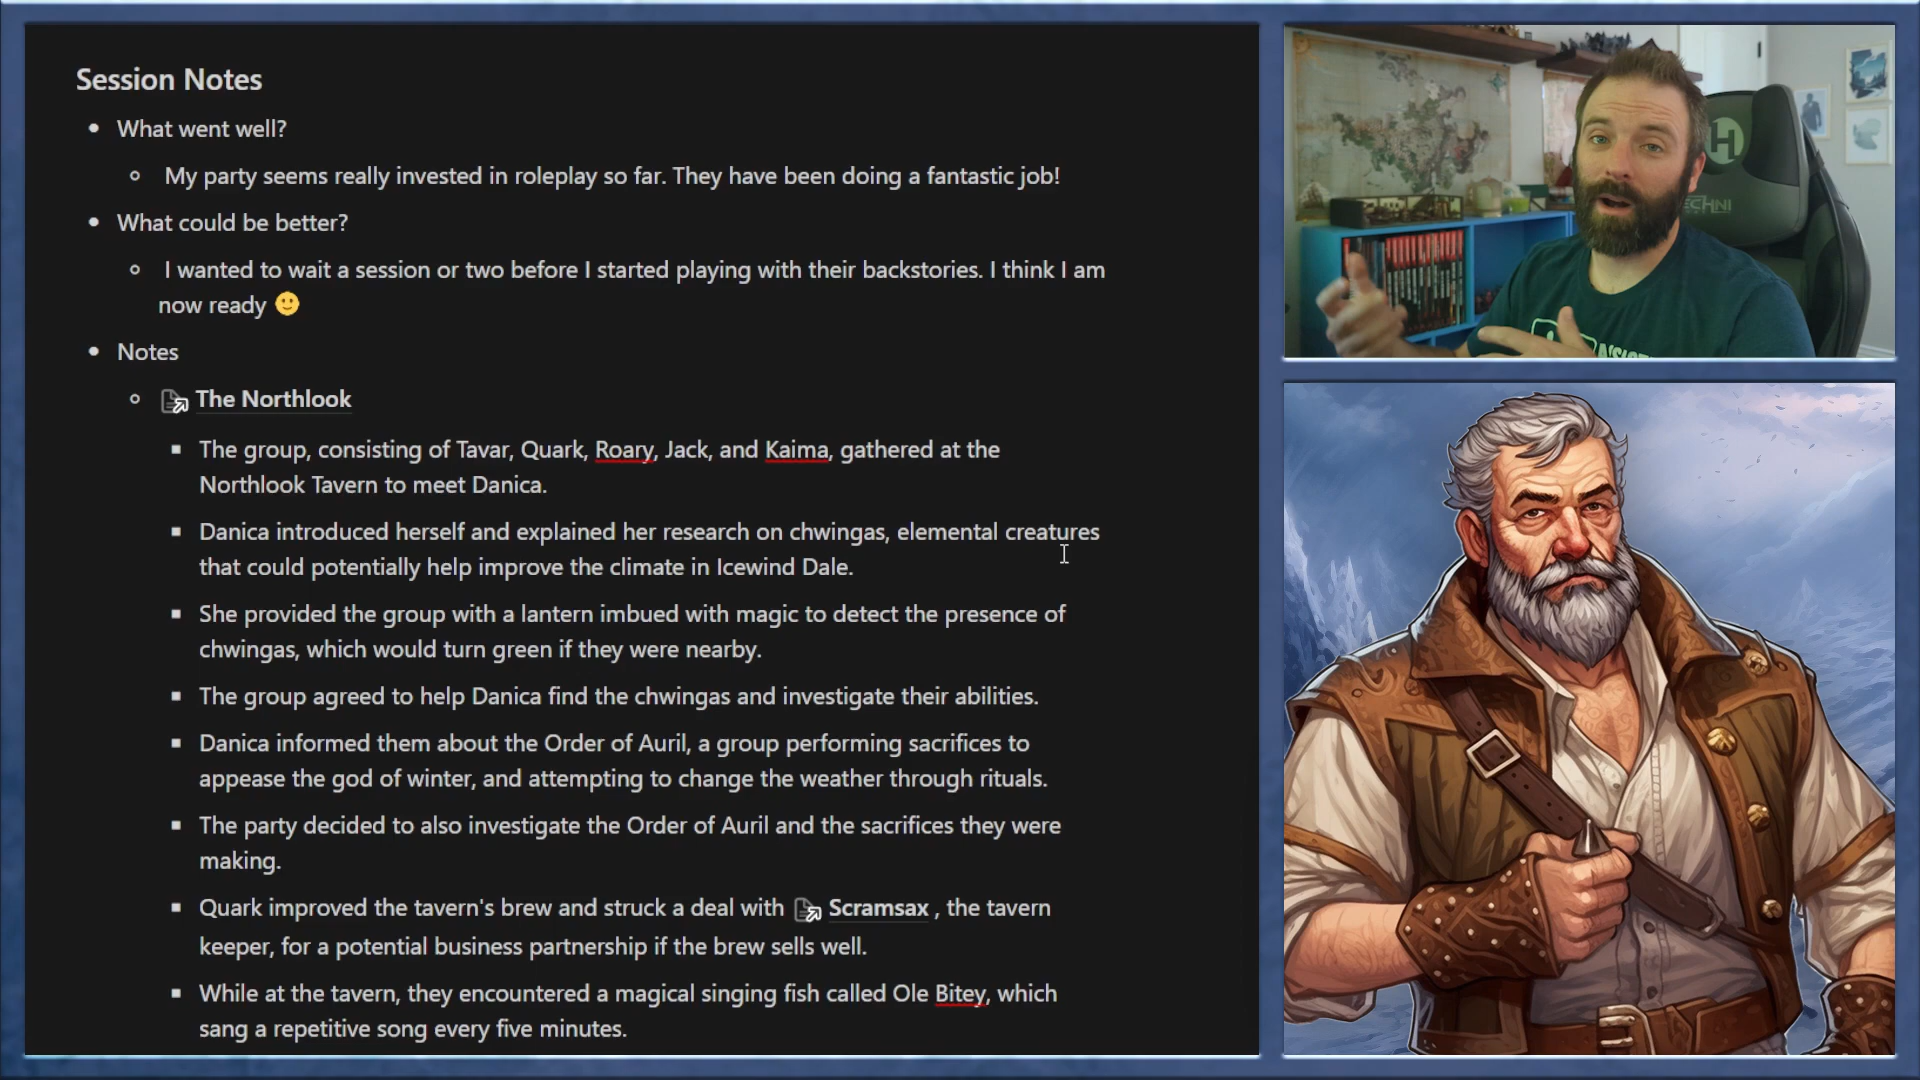 Session Notes
What went well?
My party seems really invested in roleplay so far. They have been doing a fantastic job!
What could be better?
I wanted to wait a session or two before I started playing with their backstories. I think I am
now ready 🙂
Notes
The Northlook
The group, consisting of Tavar, Quark, Roary, Jack, and Kaima, gathered at the
Northlook Tavern to meet Danica.
Danica introduced herself and explained her research on chwingas, elemental creatures
that could potentially help improve the climate in Icewind Dale.
She provided the group with a lantern imbued with magic to detect the presence of
chwingas, which would turn green if they were nearby.
The group agreed to help Danica find the chwingas and investigate their abilities.
Danica informed them about the Order of Auril, a group performing sacrifices to
appease the god of winter, and attempting to change the weather through rituals.
The party decided to also investigate the Order of Auril and the sacrifices they were
making.
Quark improved the tavern's brew and struck a deal with Scramsax , the tavern
keeper, for a potential business partnership if the brew sells well.
While at the tavern, they encountered a magical singing fish called Ole Bitey, which
sang a repetitive song every five minutes.